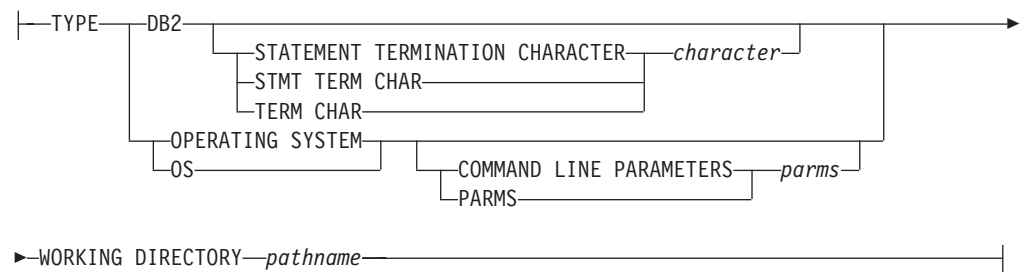 TYPE DB2
STATEMENT TERMINATION CHARACTER character
STMT TERM CHAR
TERM CHAR
OPERATING SYSTEM
OS
COMMAND LINE PARAMETERS parms
PARMS
WORKING DIRECTORY pathname